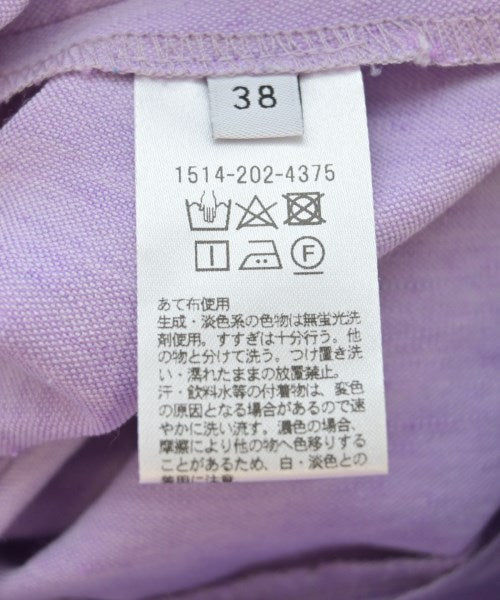 38
1514-202-4375
F
あて布使用
生成・淡色系の色物は無蛍光洗
剤使用。すすぎは十分行う。他
の物と分けて洗う。つけ置き洗
い・濡れたままの放置禁止。
汗・飲料水等の付着物は、変色
の原因となる場合があるので速
やかに洗い流す。濃色の場合、
摩擦により他の物へ色移りする
ことがあるため、白・淡色との
着用に注意